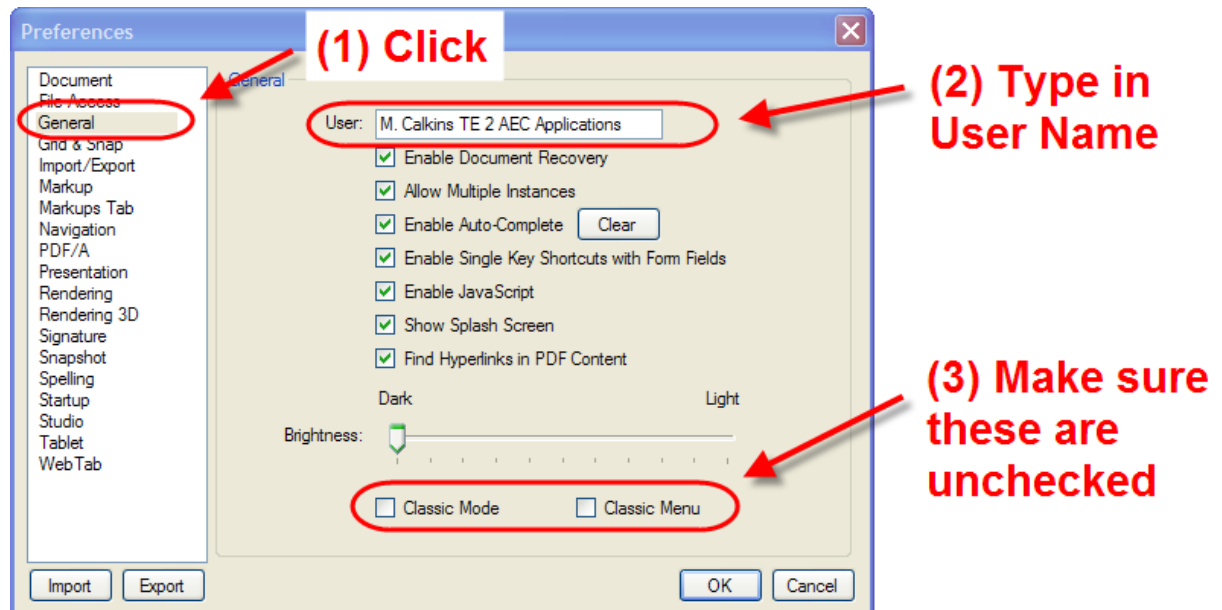 Preferences
(1) Click
Document
File Access
General
Grid & Snap
Import/Export
Markup
Markups Tab
Navigation
PDF/A
Presentation
Rendering
Rendering 3D
Signature
Snapshot
Spelling
Startup
Studio
Tablet
WebTab
Import
Export
General
User: M. Calkins TE 2 AEC Applications
Enable Document Recovery
Allow Multiple Instances
Enable Auto-Complete Clear
Enable Single Key Shortcuts with Form Fields
Enable JavaScript
Show Splash Screen
Find Hyperlinks in PDF Content
Dark Light
Brightness:
Classic Mode Classic Menu
OK Cancel
(2) Type in
User Name
(3) Make sure
these are
unchecked